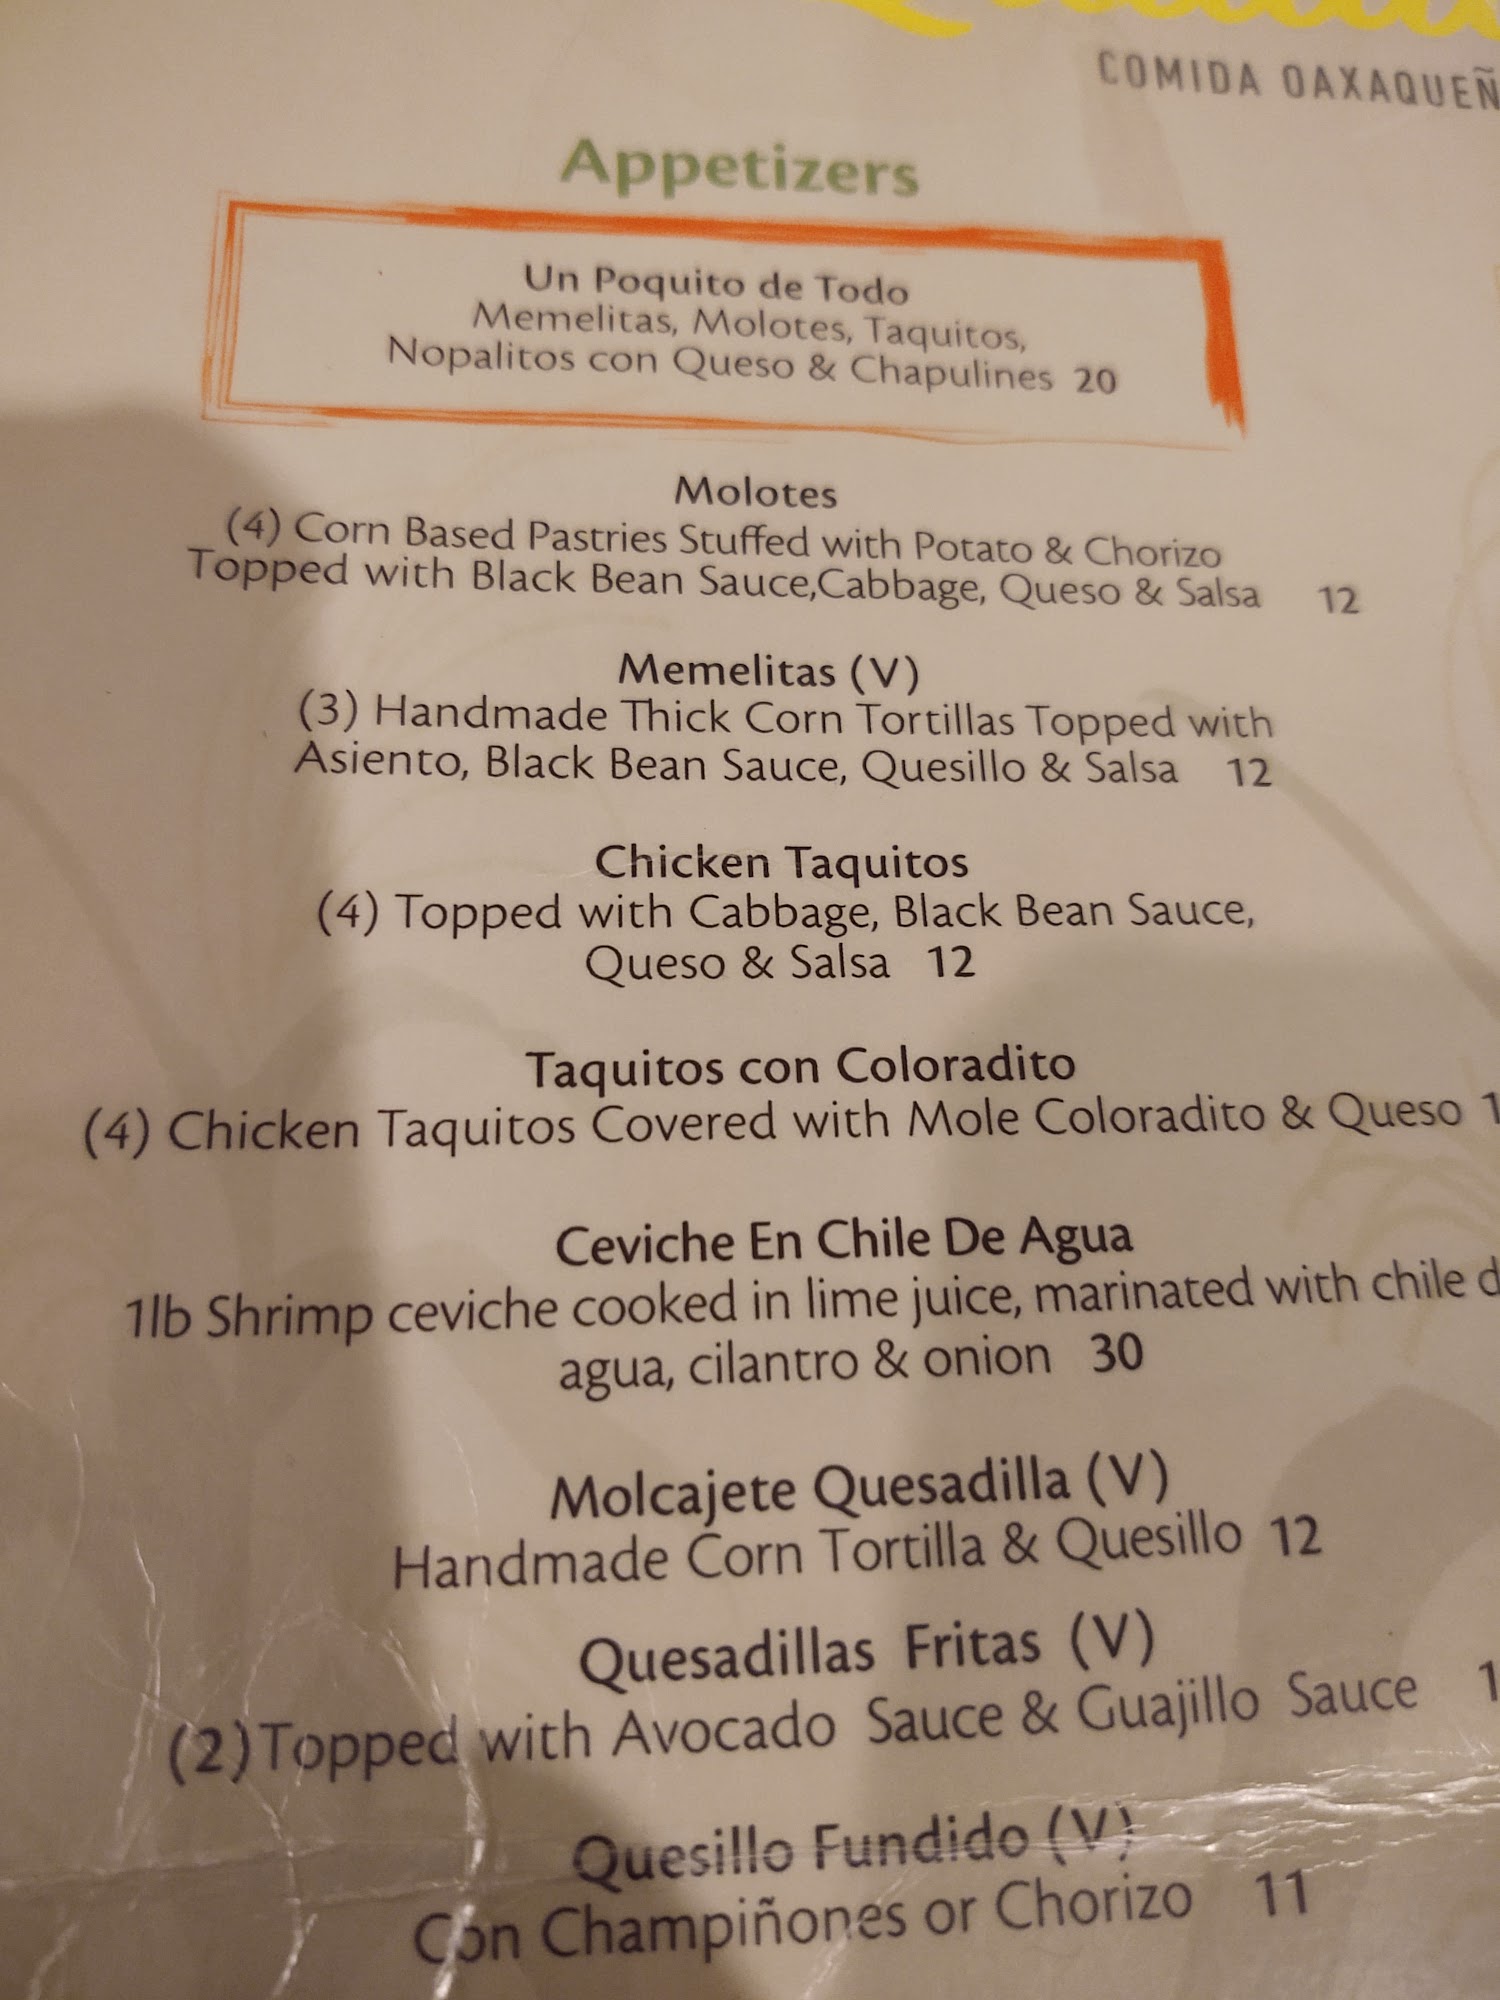 COMIDA OAXAQUEÑ
Appetizers
Un Poquito de Todo
Memelitas, Molotes, Taquitos,
Nopalitos con Queso & Chapulines 20
Molotes
(4) Corn Based Pastries Stuffed with Potato & Chorizo
Topped with Black Bean Sauce,Cabbage, Queso & Salsa 12
Memelitas (V)
(3) Handmade Thick Corn Tortillas Topped with
Asiento, Black Bean Sauce, Quesillo & Salsa 12
Chicken Taquitos
(4) Topped with Cabbage, Black Bean Sauce,
Queso & Salsa 12
Taquitos con Coloradito
(4) Chicken Taquitos Covered with Mole Coloradito & Queso 1
Ceviche En Chile De Agua
1lb Shrimp ceviche cooked in lime juice, marinated with chile d
agua, cilantro & onion 30
Molcajete Quesadilla (V)
Handmade Corn Tortilla & Quesillo 12
Quesadillas Fritas (V)
(2)Topped with Avocado Sauce & Guajillo Sauce 1
Quesillo Fundido (V)
Con Champiñones or Chorizo 11